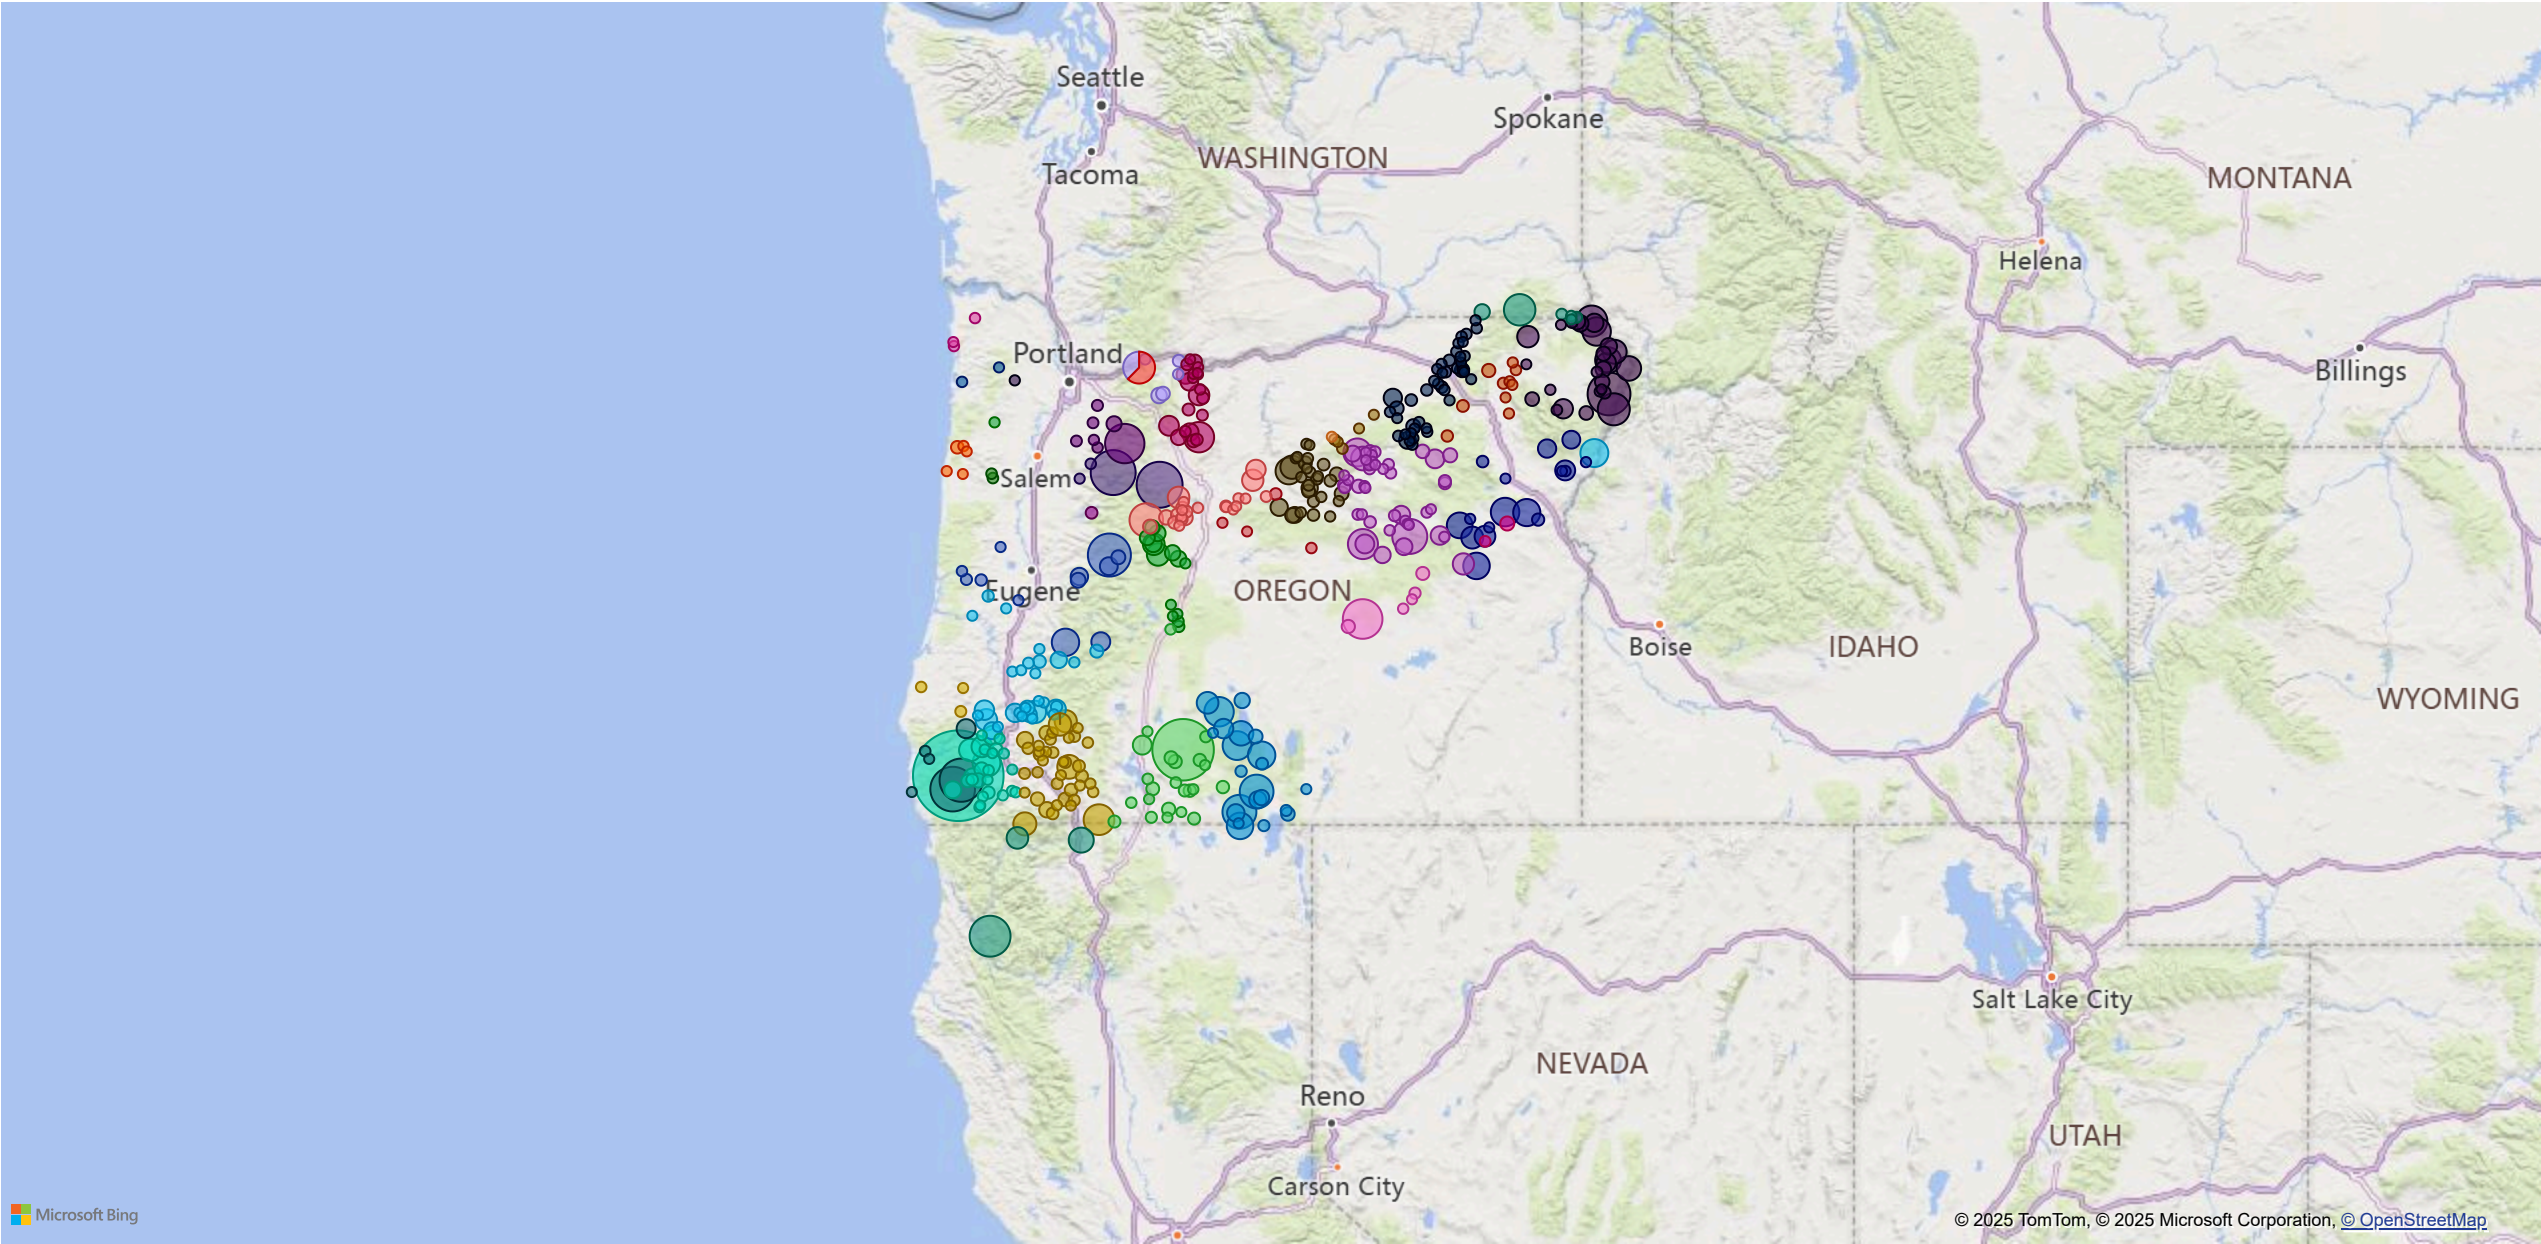 Seattle
Spokane
WASHINGTON
Tacoma
MONTANA
Helena
Portland
Billings
Salem
Eugene
OREGON
Boise
IDAHO
WYOMING
Salt Lake City
NEVADA
Reno
UTAH
Carson City
Microsoft Bing
© 2025 TomTom, © 2025 Microsoft Corporation, © OpenStreetMap